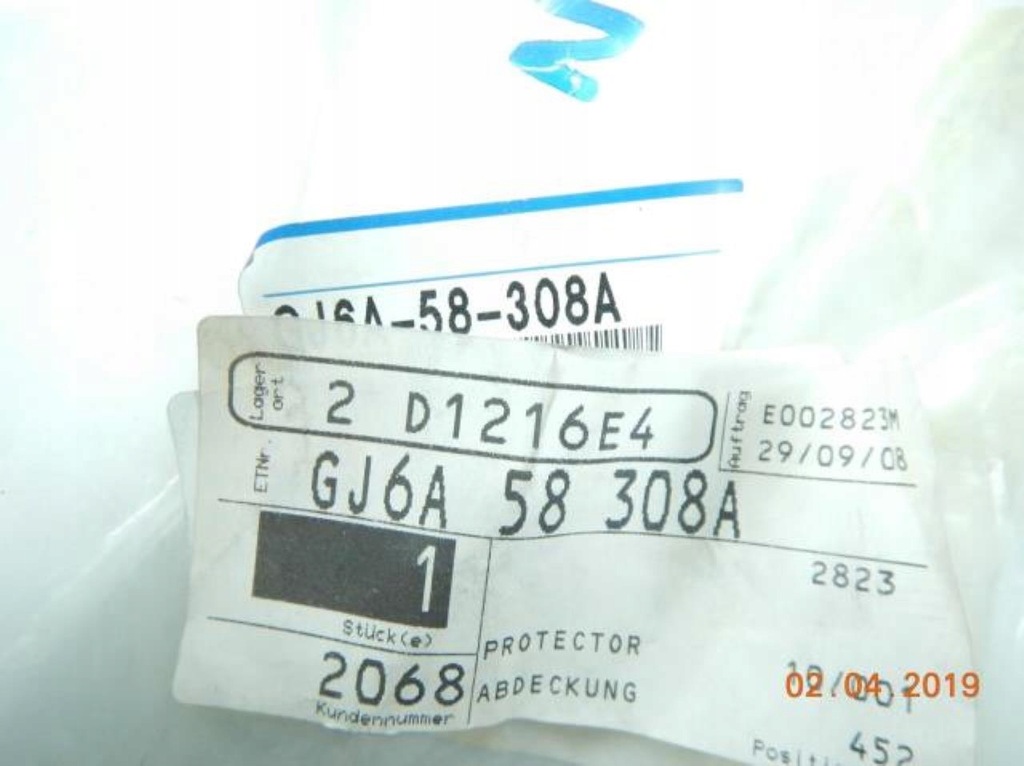 GJ6A-58-308A
Lager
ort
2 D1216E4
Auftrag
E002823M
29/09/08
ETNr.
GJ6A 58 308A
1
Stück(e)
2823
PROTECTOR
ABDECKUNG
2068
Kundennummer
02.04.2019
452